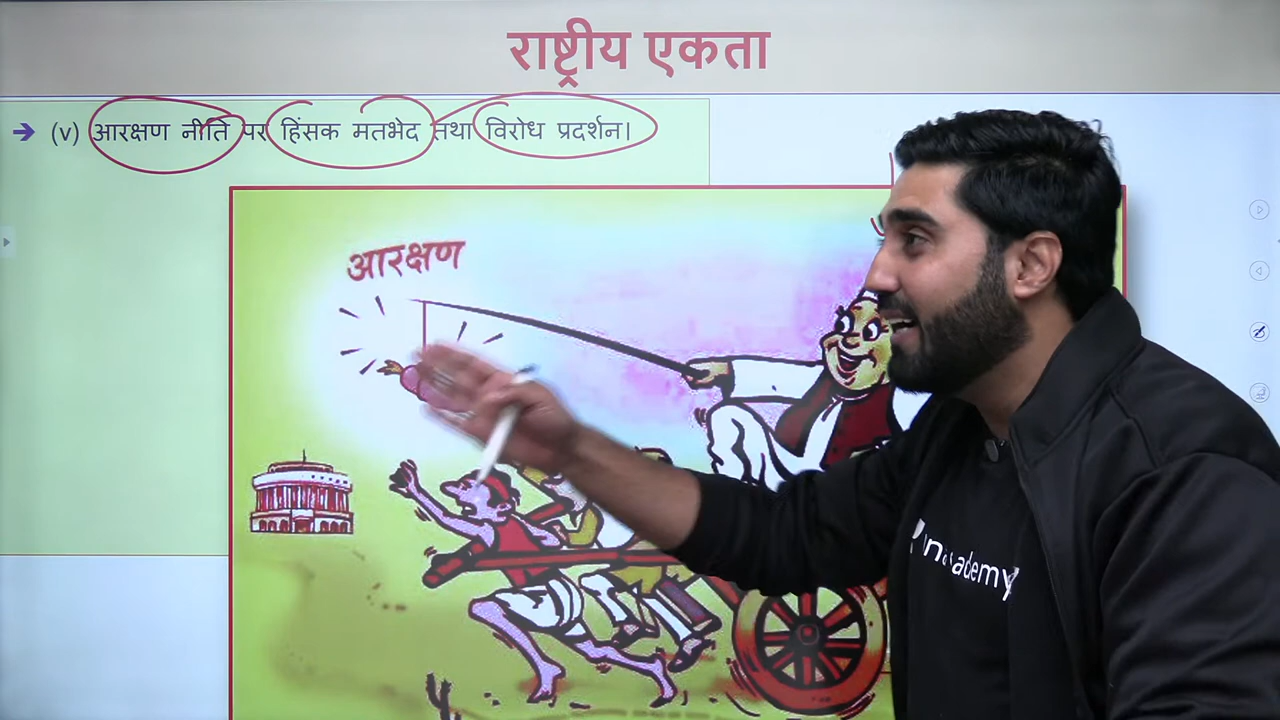 राष्ट्रीय एकता
➔ (v) आरक्षण नीति पर हिंसक मतभेद तथा विरोध प्रदर्शन।
आरक्षण
unacademy